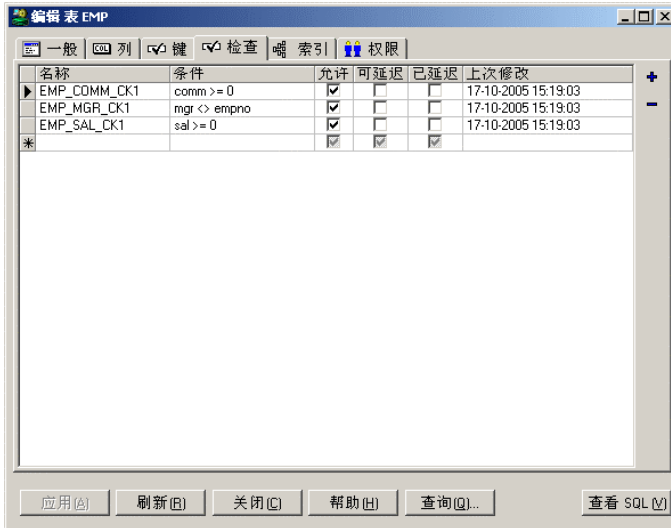 编辑 表 EMP
一般 COL 列 键 检查 索引 权限
名称 条件 允许 可延迟 已延迟 上次修改
EMP_COMM_CK1 comm >= 0 17-10-2005 15:19:03
EMP_MGR_CK1 mgr <> empno 17-10-2005 15:19:03
EMP_SAL_CK1 sal >= 0 17-10-2005 15:19:03
应用(A) 刷新(R) 关闭(C) 帮助(H) 查询(Q)... 查看 SQL(V)